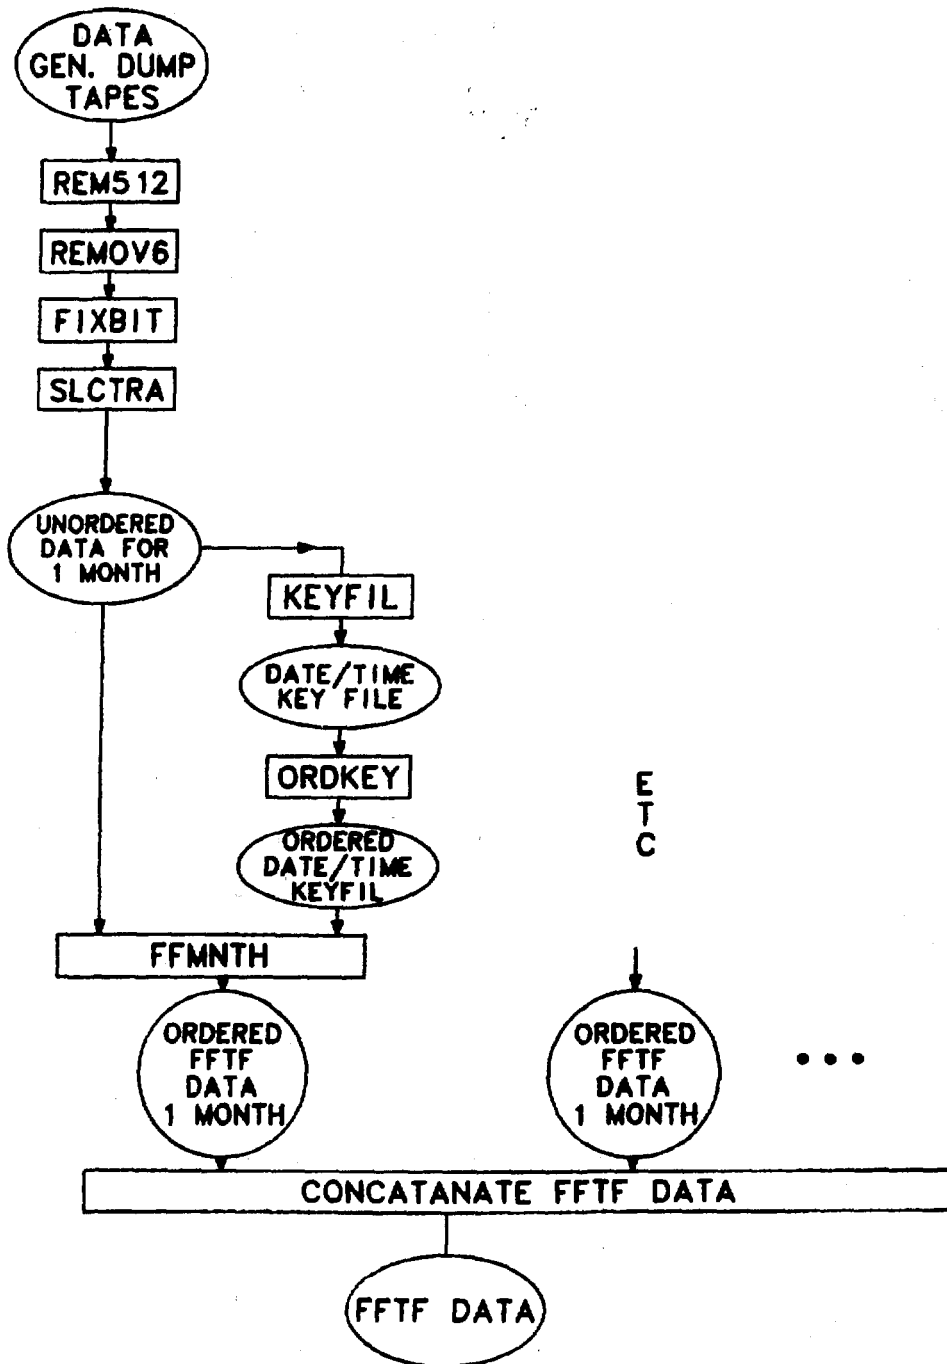 DATA
GEN. DUMP
TAPES
REM512
REMOV6
FIXBIT
SLCTRA
UNORDERED
DATA FOR
1 MONTH
KEYFIL
DATE/TIME
KEY FILE
ORDKEY
ORDERED
DATE/TIME
KEYFIL
E
T
C
FFMNTH
ORDERED
FFTF
DATA
1 MONTH
ORDERED
FFTF
DATA
1 MONTH
• • •
CONCATANATE FFTF DATA
FFTF DATA